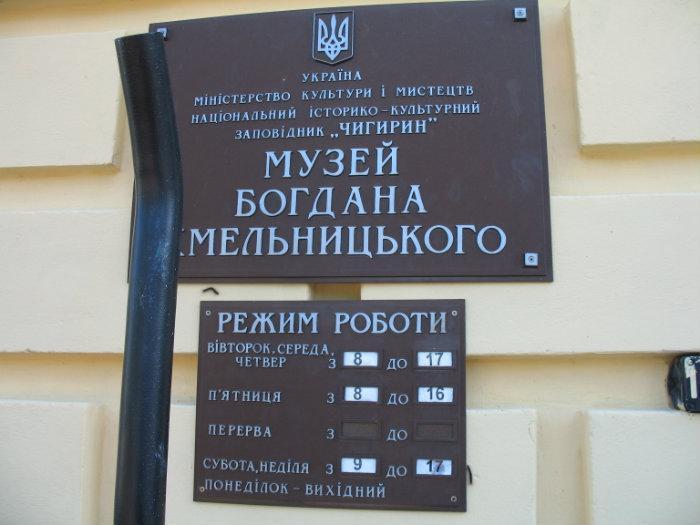 УКРАЇНА
МІНІСТЕРСТВО КУЛЬТУРИ І МИСТЕЦТВ
НАЦІОНАЛЬНИЙ ІСТОРИКО-КУЛЬТУРНИЙ
ЗАПОВІДНИК „ЧИГИРИН”
МУЗЕЙ
БОГДАНА
ХМЕЛЬНИЦЬКОГО
РЕЖИМ РОБОТИ
ВІВТОРОК, СЕРЕДА,
ЧЕТВЕР З 8 ДО 17
П'ЯТНИЦЯ З 8 ДО 16
ПЕРЕРВА З ДО
СУБОТА, НЕДІЛЯ З 9 ДО 17
ПОНЕДІЛОК – ВИХІДНИЙ